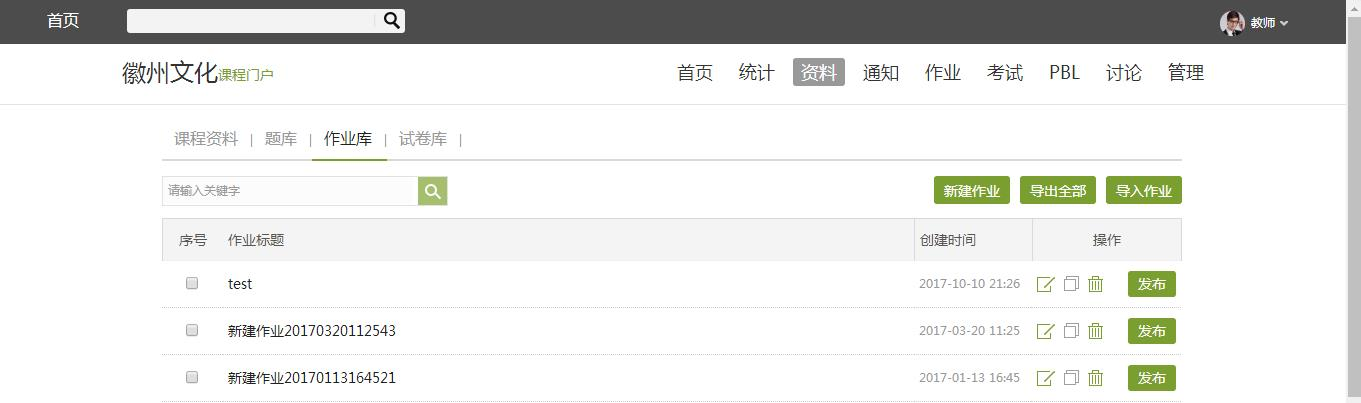 首页
教师
徽州文化课程门户
首页 统计 资料 通知 作业 考试 PBL 讨论 管理
课程资料 | 题库 | 作业库 | 试卷库 |
请输入关键字 新建作业 导出全部 导入作业
序号 作业标题 创建时间 操作
test 2017-10-10 21:26 发布
新建作业20170320112543 2017-03-20 11:25 发布
新建作业20170113164521 2017-01-13 16:45 发布